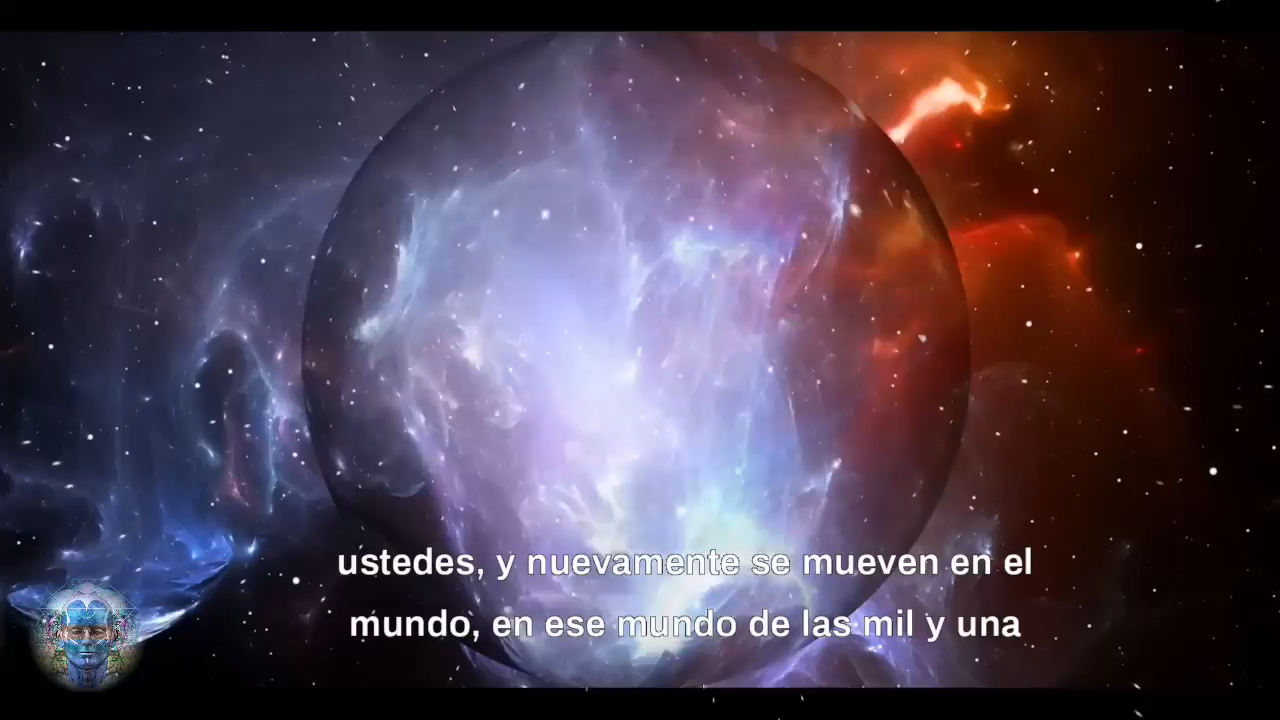 ustedes, y nuevamente se mueven en el
mundo, en ese mundo de las mil y una